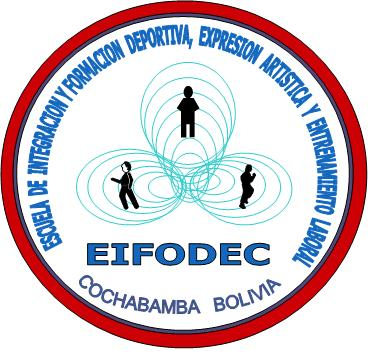 ESCUELA DE INTEGRACION Y FORMACION DEPORTIVA, EXPRESION ARTISTICA Y ENTRENAMIENTO LABORAL
EIFODEC
COCHABAMBA BOLIVIA